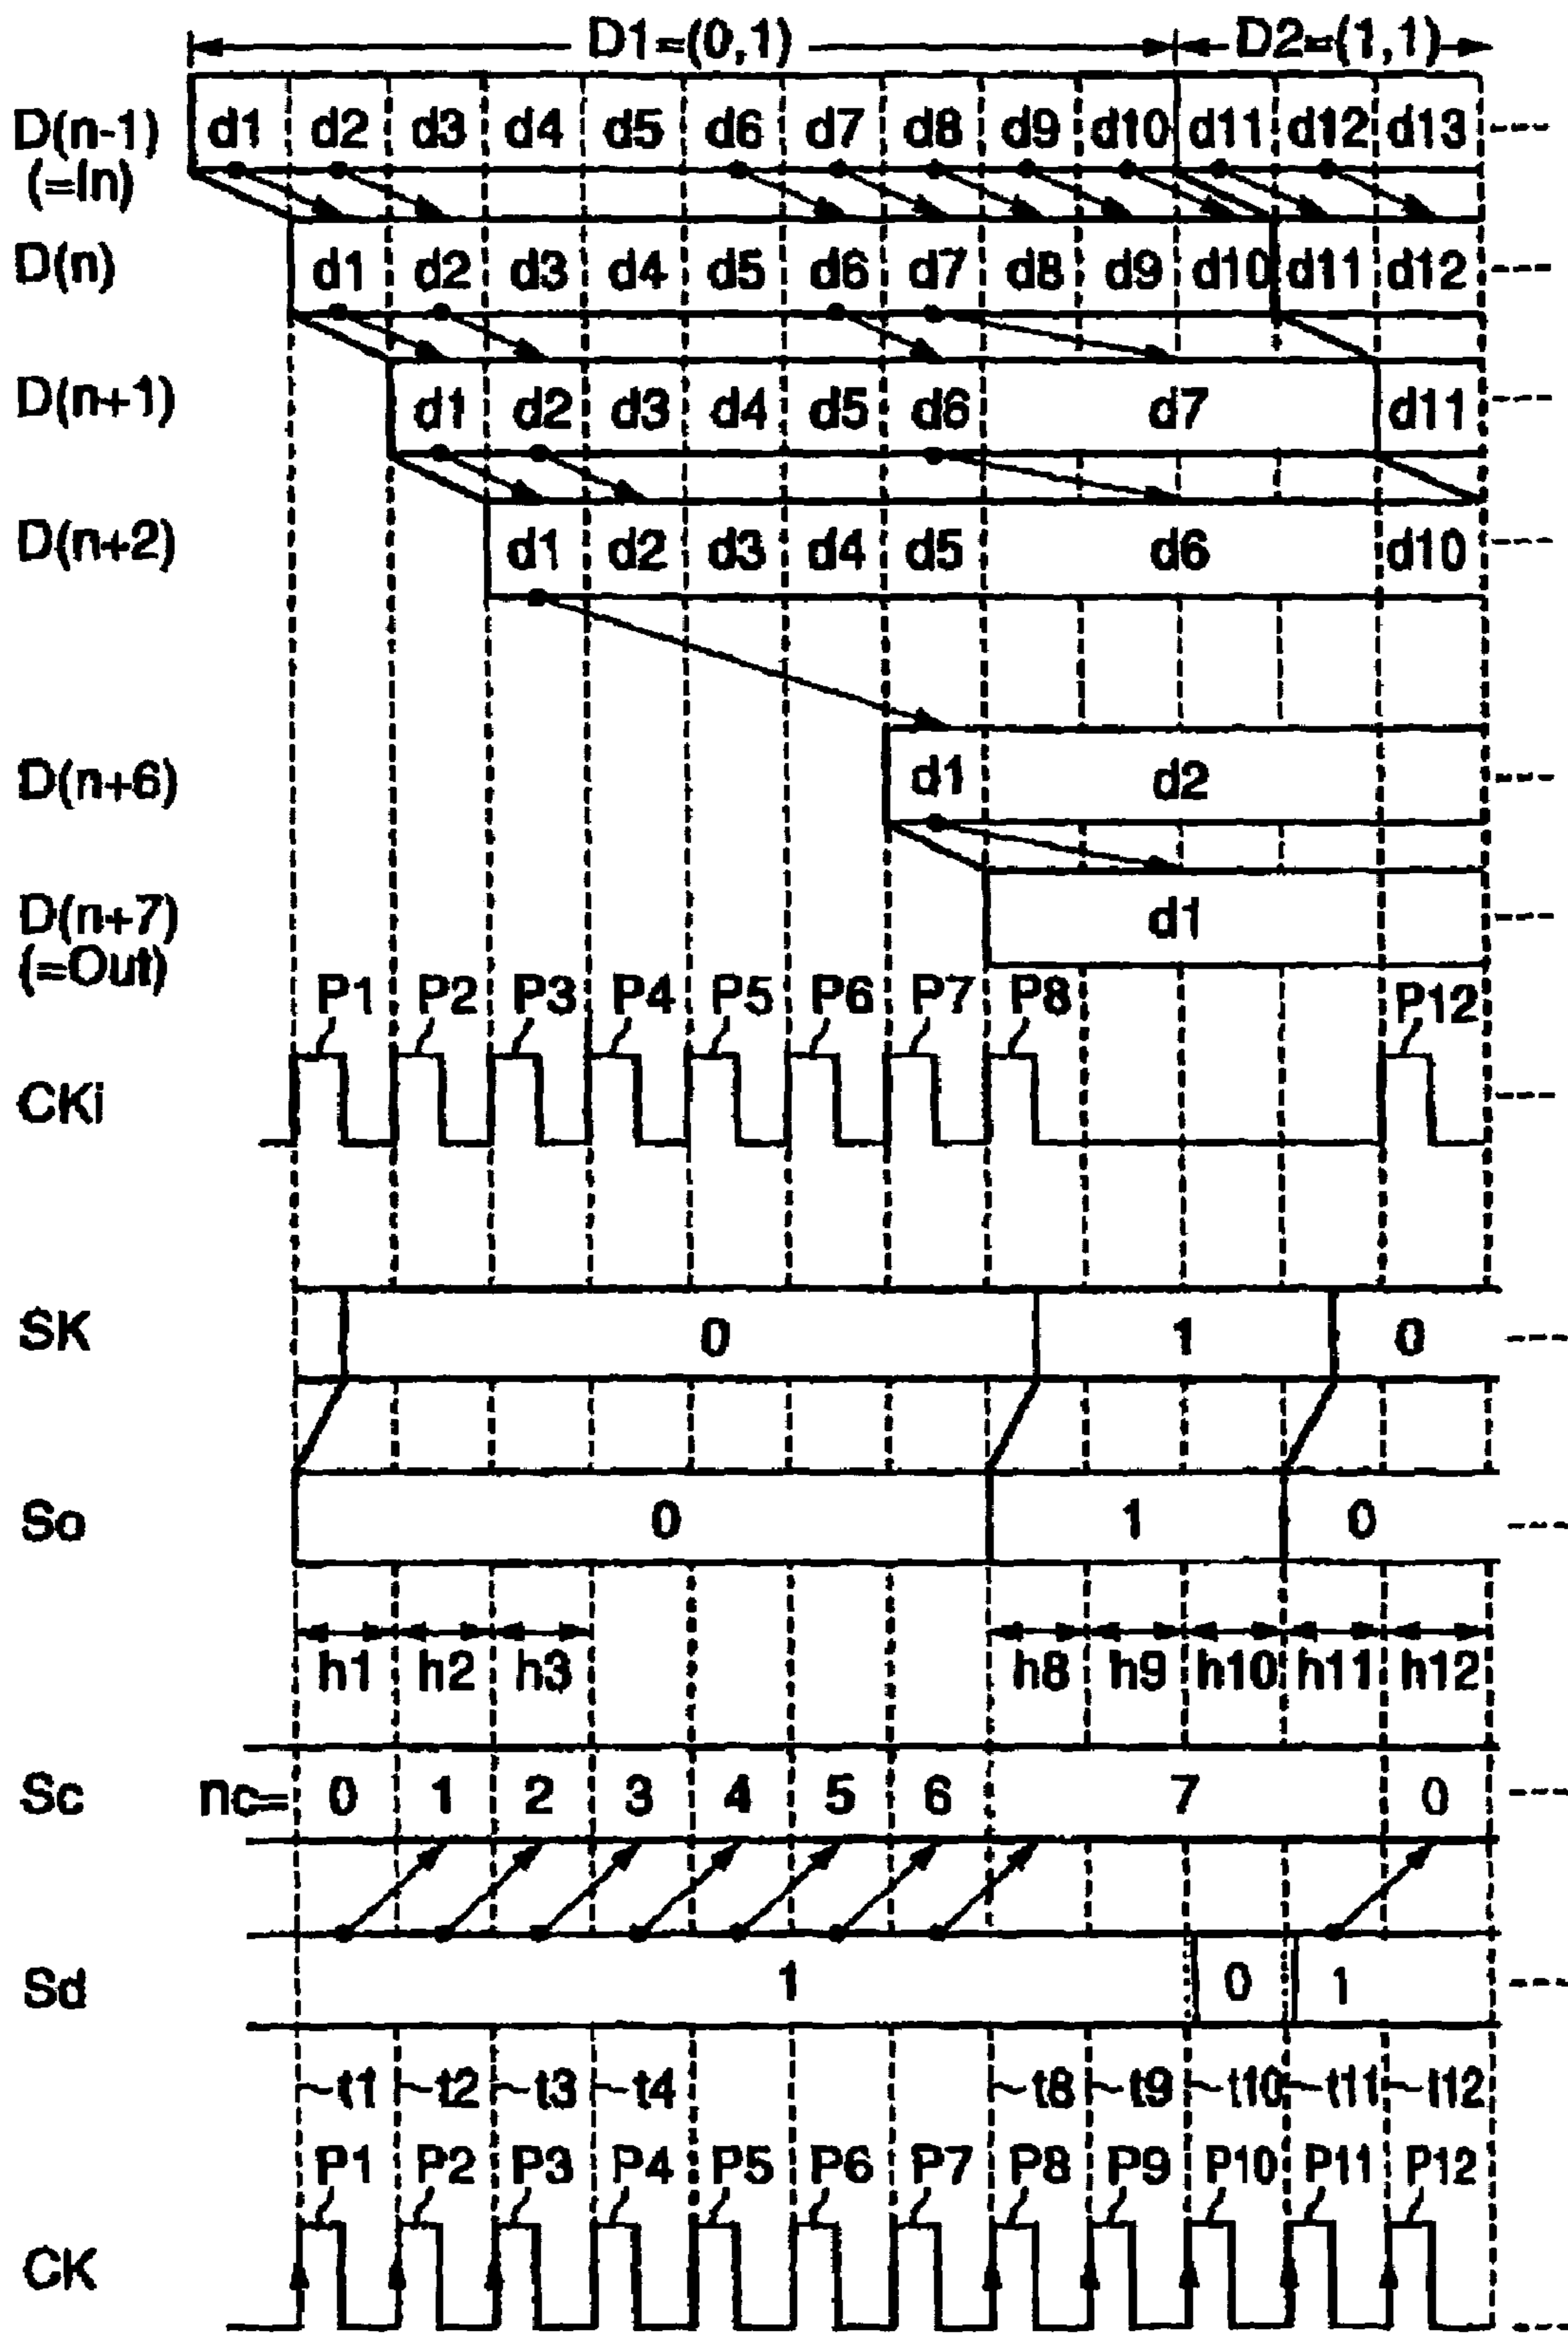 D1=(0,1) D2=(1,1)
D(n-1) d1 d2 d3 d4 d5 d6 d7 d8 d9 d10 d11 d12 d13
(=In)
D(n) d1 d2 d3 d4 d5 d6 d7 d8 d9 d10 d11 d12
D(n+1) d1 d2 d3 d4 d5 d6 d7 d11
D(n+2) d1 d2 d3 d4 d5 d6 d10
D(n+6) d1 d2
D(n+7) d1
(=Out)
P1 P2 P3 P4 P5 P6 P7 P8 P12
CKi
SK 0 1 0
So 0 1 0
h1 h2 h3 h8 h9 h10 h11 h12
Sc nc= 0 1 2 3 4 5 6 7 0
Sd 1 0 1
~t1 ~t2 ~t3 ~t4 ~t8 ~t9 ~t10 ~t11 ~t12
P1 P2 P3 P4 P5 P6 P7 P8 P9 P10 P11 P12
CK